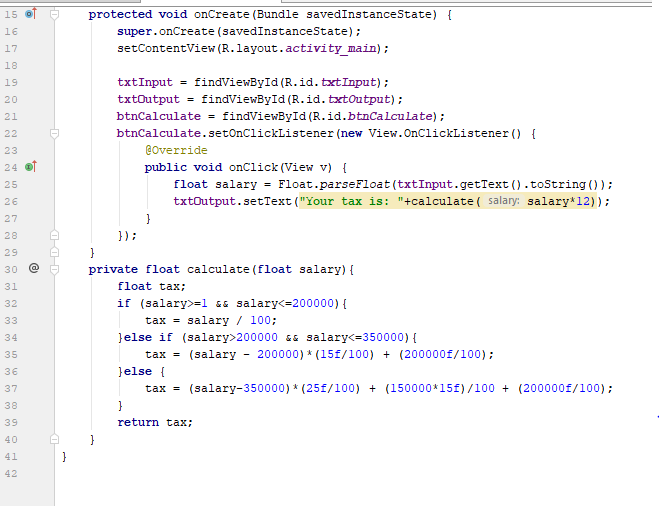 15 protected void onCreate(Bundle savedInstanceState) {
16 super.onCreate(savedInstanceState);
17 setContentView(R.layout.activity_main);
18
19 txtInput = findViewById(R.id.txtInput);
20 txtOutput = findViewById(R.id.txtOutput);
21 btnCalculate = findViewById(R.id.btnCalculate);
22 btnCalculate.setOnClickListener(new View.OnClickListener() {
23 @Override
24 public void onClick(View v) {
25 float salary = Float.parseFloat(txtInput.getText().toString());
26 txtOutput.setText("Your tax is: "+calculate( salary: salary*12));
27 }
28 });
29 }
30 @ private float calculate(float salary){
31 float tax;
32 if (salary>=1 && salary<=200000){
33 tax = salary / 100;
34 }else if (salary>200000 && salary<=350000){
35 tax = (salary - 200000)*(15f/100) + (200000f/100);
36 }else {
37 tax = (salary-350000)*(25f/100) + (150000*15f)/100 + (200000f/100);
38 }
39 return tax;
40 }
41 }
42